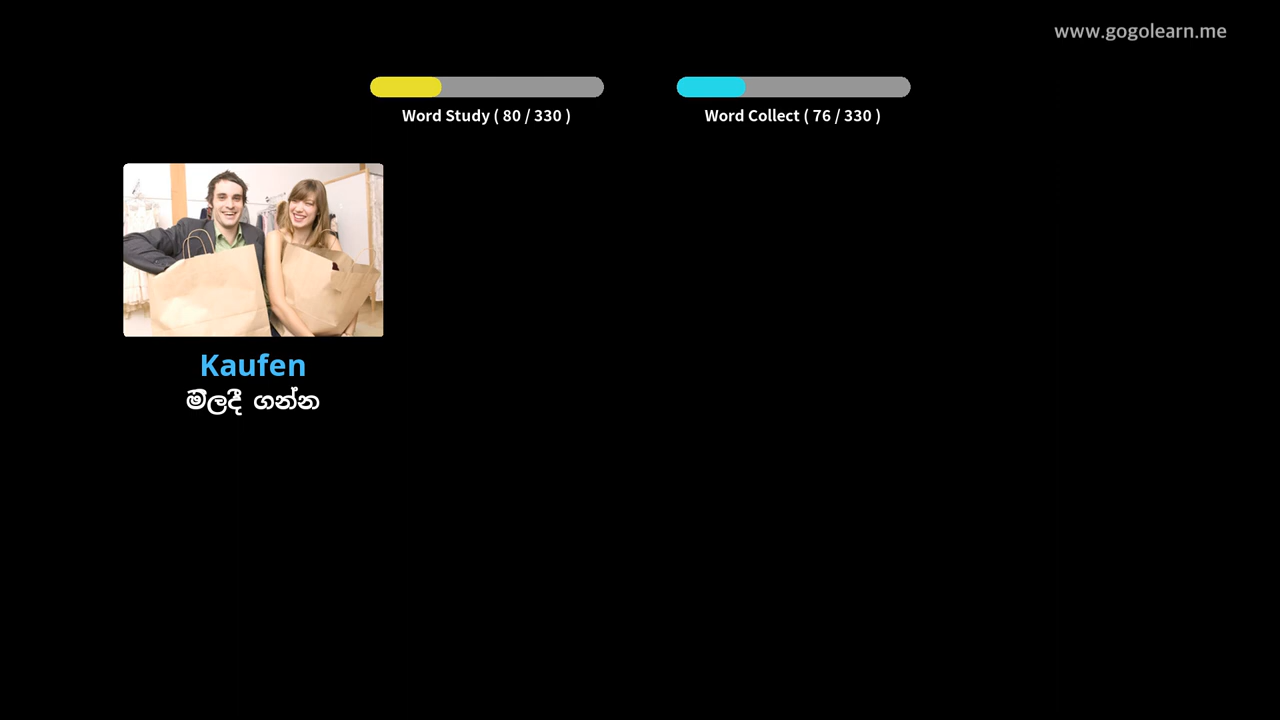 www.gogolearn.me
Word Study ( 80 / 330 )
Word Collect ( 76 / 330 )
Kaufen
මිලදී ගන්න